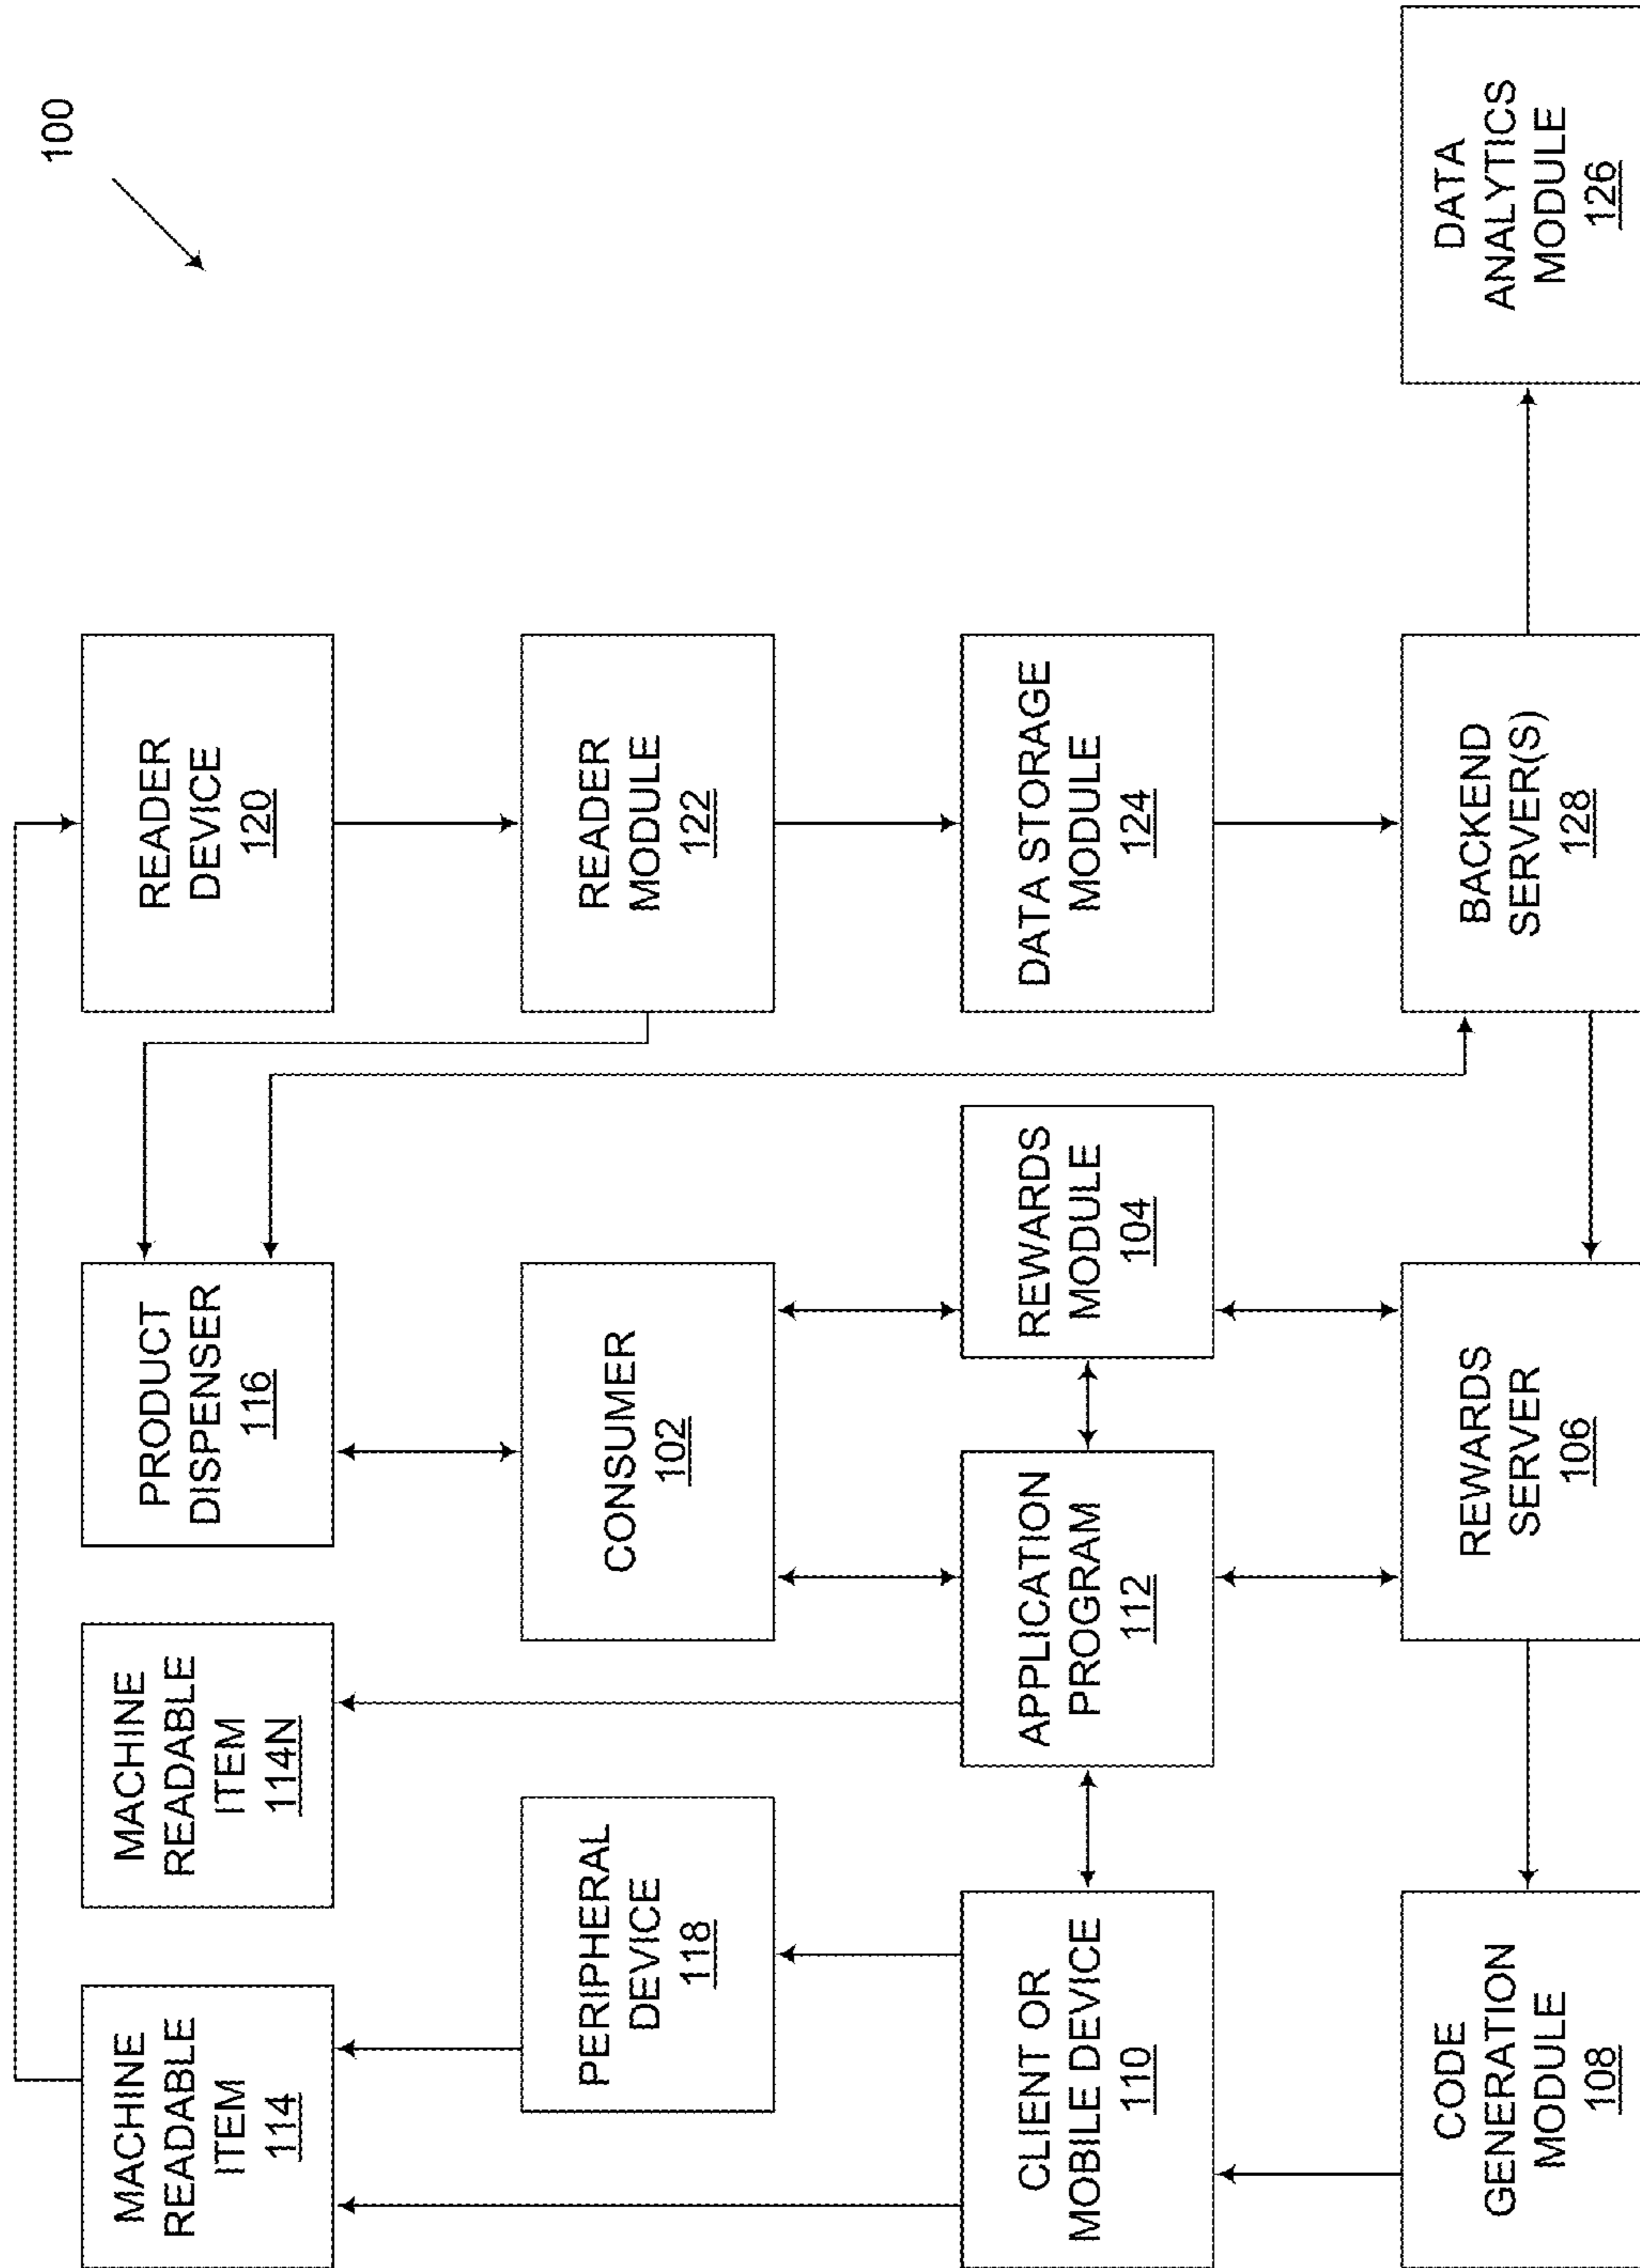 100
MACHINE
READABLE
ITEM
114
MACHINE
READABLE
ITEM
114N
PRODUCT
DISPENSER
116
READER
DEVICE
120
PERIPHERAL
DEVICE
118
CONSUMER
102
READER
MODULE
122
CLIENT OR
MOBILE DEVICE
110
APPLICATION
PROGRAM
112
REWARDS
MODULE
104
DATA STORAGE
MODULE
124
CODE
GENERATION
MODULE
108
REWARDS
SERVER
106
BACKEND
SERVER(S)
128
DATA
ANALYTICS
MODULE
126